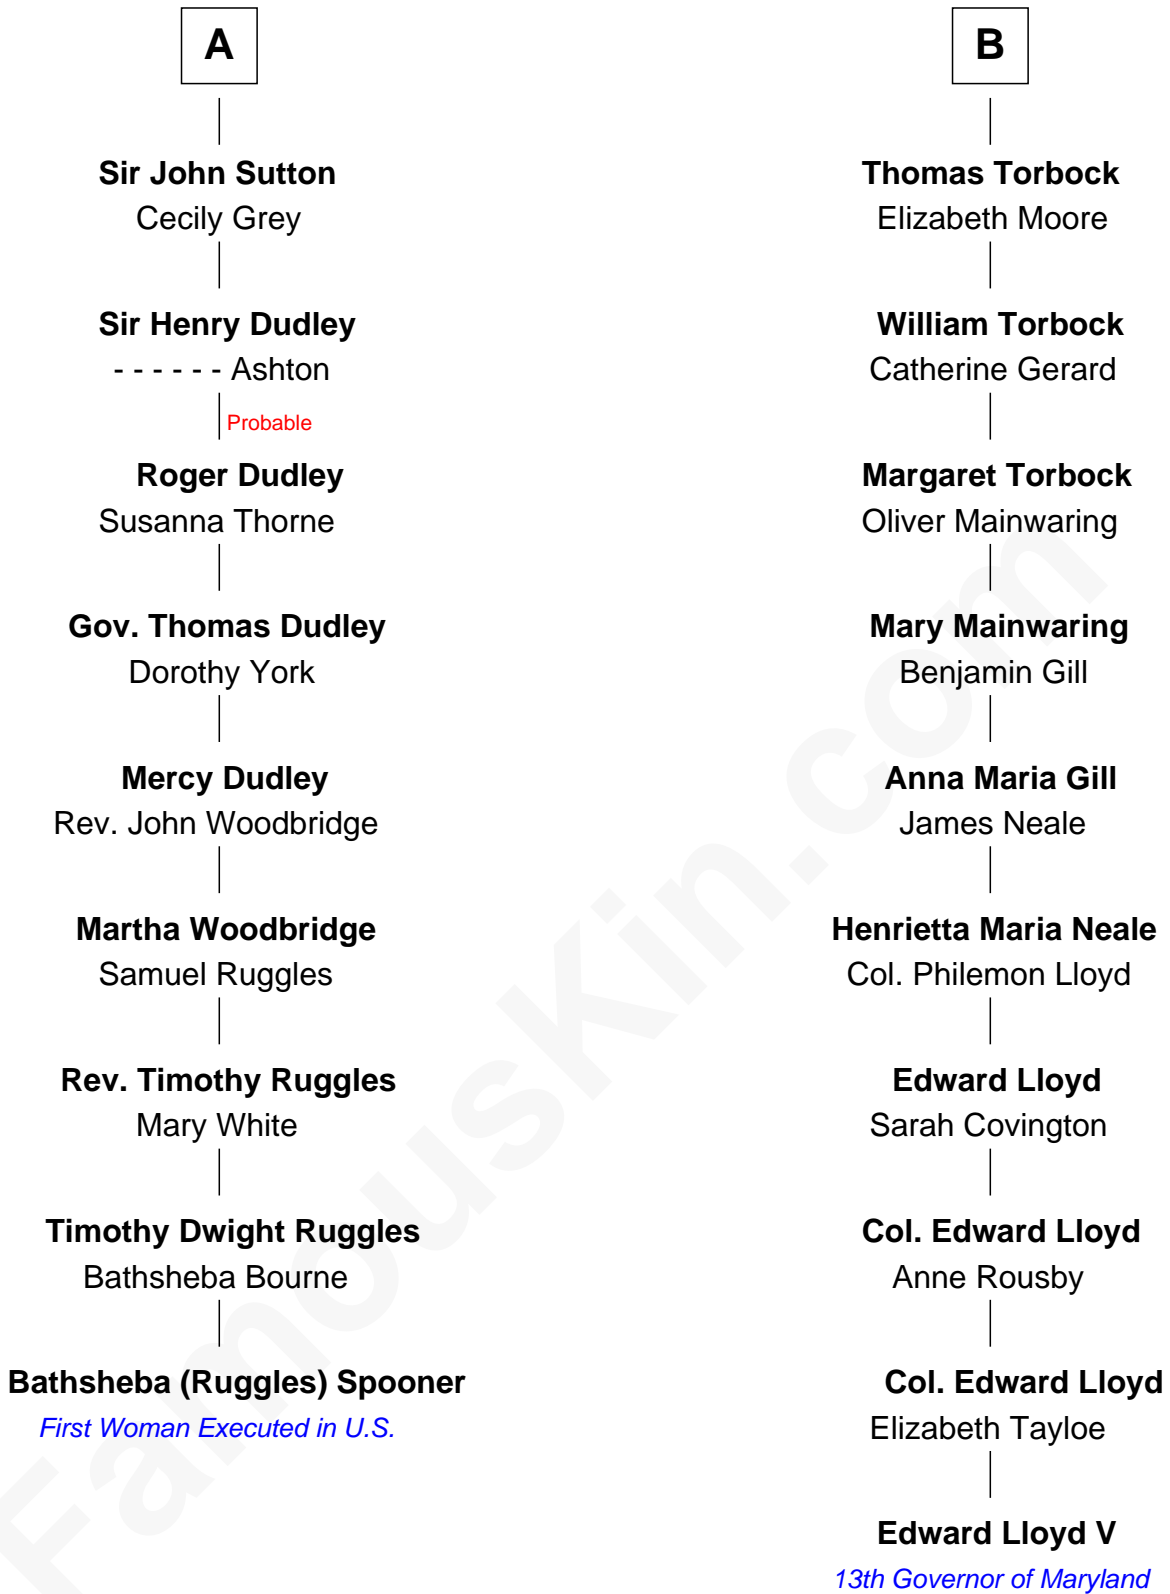 A
Sir John Sutton
Cecily Grey
Sir Henry Dudley
- - - - - - Ashton
Probable
Roger Dudley
Susanna Thorne
Gov. Thomas Dudley
Dorothy York
Mercy Dudley
Rev. John Woodbridge
Martha Woodbridge
Samuel Ruggles
Rev. Timothy Ruggles
Mary White
Timothy Dwight Ruggles
Bathsheba Bourne
Bathsheba (Ruggles) Spooner
First Woman Executed in U.S.
B
Thomas Torbock
Elizabeth Moore
William Torbock
Catherine Gerard
Margaret Torbock
Oliver Mainwaring
Mary Mainwaring
Benjamin Gill
Anna Maria Gill
James Neale
Henrietta Maria Neale
Col. Philemon Lloyd
Edward Lloyd
Sarah Covington
Col. Edward Lloyd
Anne Rousby
Col. Edward Lloyd
Elizabeth Tayloe
Edward Lloyd V
13th Governor of Maryland
FamousKin.com